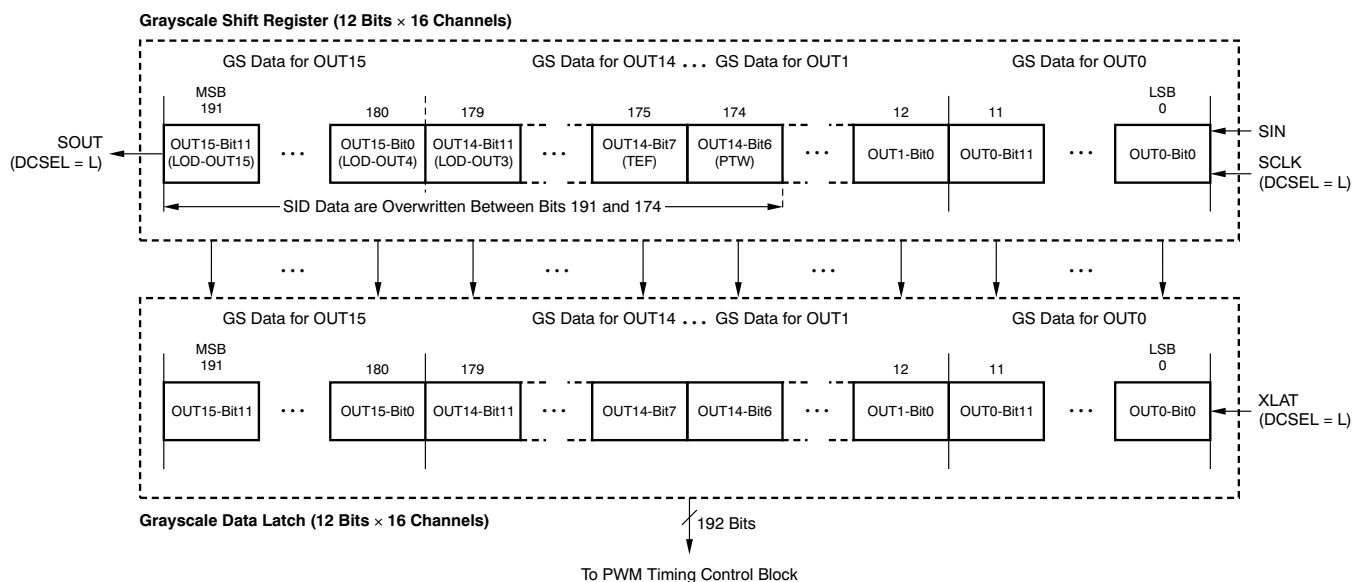 Grayscale Shift Register (12 Bits × 16 Channels)
GS Data for OUT15
GS Data for OUT14 ... GS Data for OUT1
GS Data for OUT0
MSB
191
180
179
175
174
12
11
LSB
0
SOUT
(DCSEL = L)
OUT15-Bit11
(LOD-OUT15)
...
OUT15-Bit0
(LOD-OUT4)
OUT14-Bit11
(LOD-OUT3)
...
OUT14-Bit7
(TEF)
OUT14-Bit6
(PTW)
...
OUT1-Bit0
OUT0-Bit11
...
OUT0-Bit0
SIN
SCLK
(DCSEL = L)
SID Data are Overwritten Between Bits 191 and 174
...
...
...
...
GS Data for OUT15
GS Data for OUT14 ... GS Data for OUT1
GS Data for OUT0
MSB
191
180
179
12
11
LSB
0
OUT15-Bit11
...
OUT15-Bit0
OUT14-Bit11
...
OUT14-Bit7
OUT14-Bit6
...
OUT1-Bit0
OUT0-Bit11
...
OUT0-Bit0
XLAT
(DCSEL = L)
Grayscale Data Latch (12 Bits × 16 Channels)
192 Bits
To PWM Timing Control Block